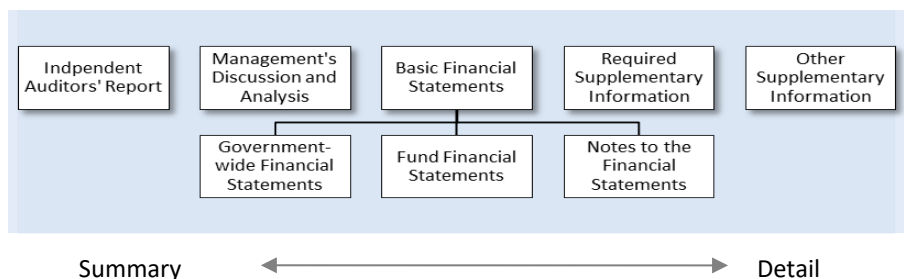 Indpendent
Auditors' Report
Management's
Discussion and
Analysis
Basic Financial
Statements
Required
Supplementary
Information
Other
Supplementary
Information
Government-
wide Financial
Statements
Fund Financial
Statements
Notes to the
Financial
Statements
Summary
Detail